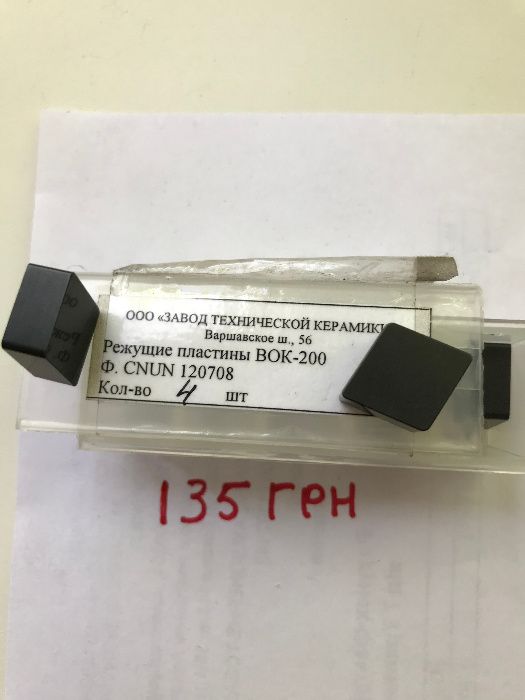 ООО «ЗАВОД ТЕХНИЧЕСКОЙ КЕРАМИКИ
Варшавское ш., 56
Режущие пластины ВОК-200
Ф. CNUN 120708
Кол-во 4 шт
135 ГРН